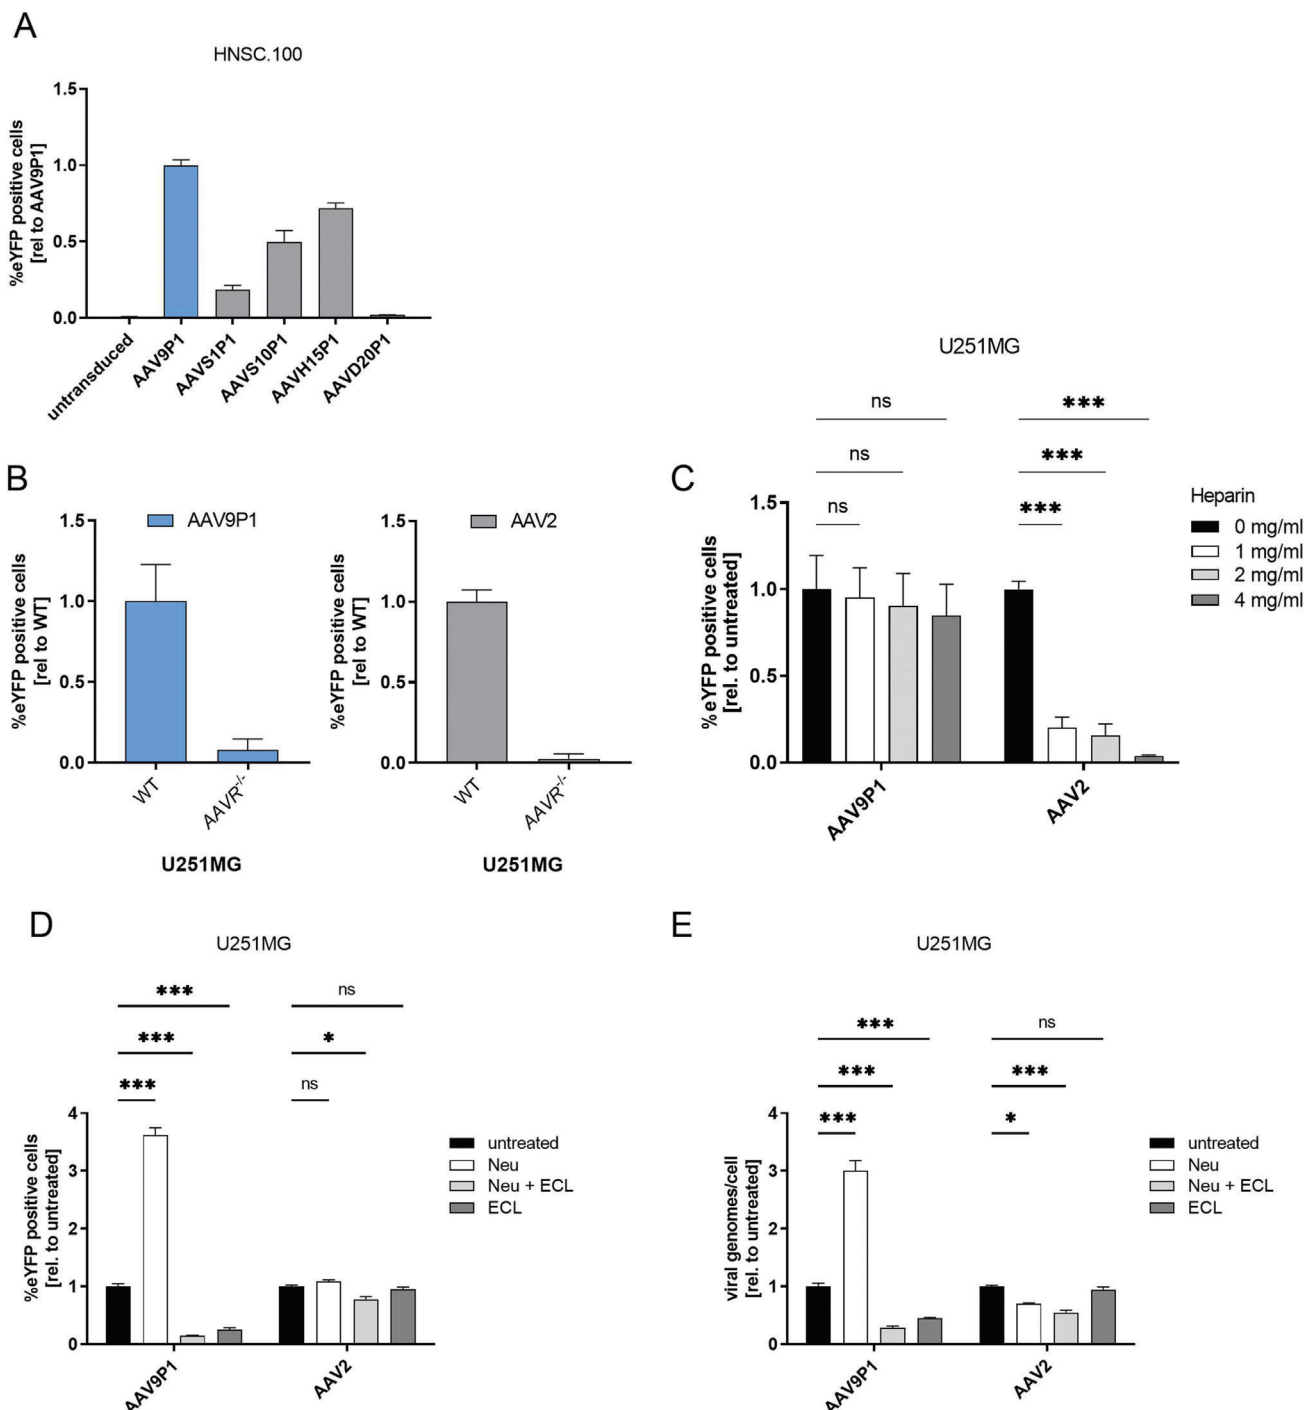 A
HNSC.100
%eYFP positive cells
[rel to AAV9P1]
1.5
1.0
0.5
0.0
untransduced
AAV9P1
AAVS1P1
AAVS10P1
AAVH15P1
AAVD20P1
B
AAV9P1
%eYFP positive cells
[rel to WT]
1.5
1.0
0.5
0.0
WT
AAVR-/-
U251MG
AAV2
%eYFP positive cells
[rel to WT]
1.5
1.0
0.5
0.0
WT
AAVR-/-
U251MG
C
U251MG
ns
***
ns
***
ns
***
%eYFP positive cells
[rel. to untreated]
1.5
1.0
0.5
0.0
AAV9P1
AAV2
Heparin
0 mg/ml
1 mg/ml
2 mg/ml
4 mg/ml
D
U251MG
***
ns
***
*
***
ns
%eYFP positive cells
[rel. to untreated]
4
3
2
1
0
AAV9P1
AAV2
untreated
Neu
Neu + ECL
ECL
E
U251MG
***
ns
***
***
***
*
viral genomes/cell
[rel. to untreated]
4
3
2
1
0
AAV9P1
AAV2
untreated
Neu
Neu + ECL
ECL